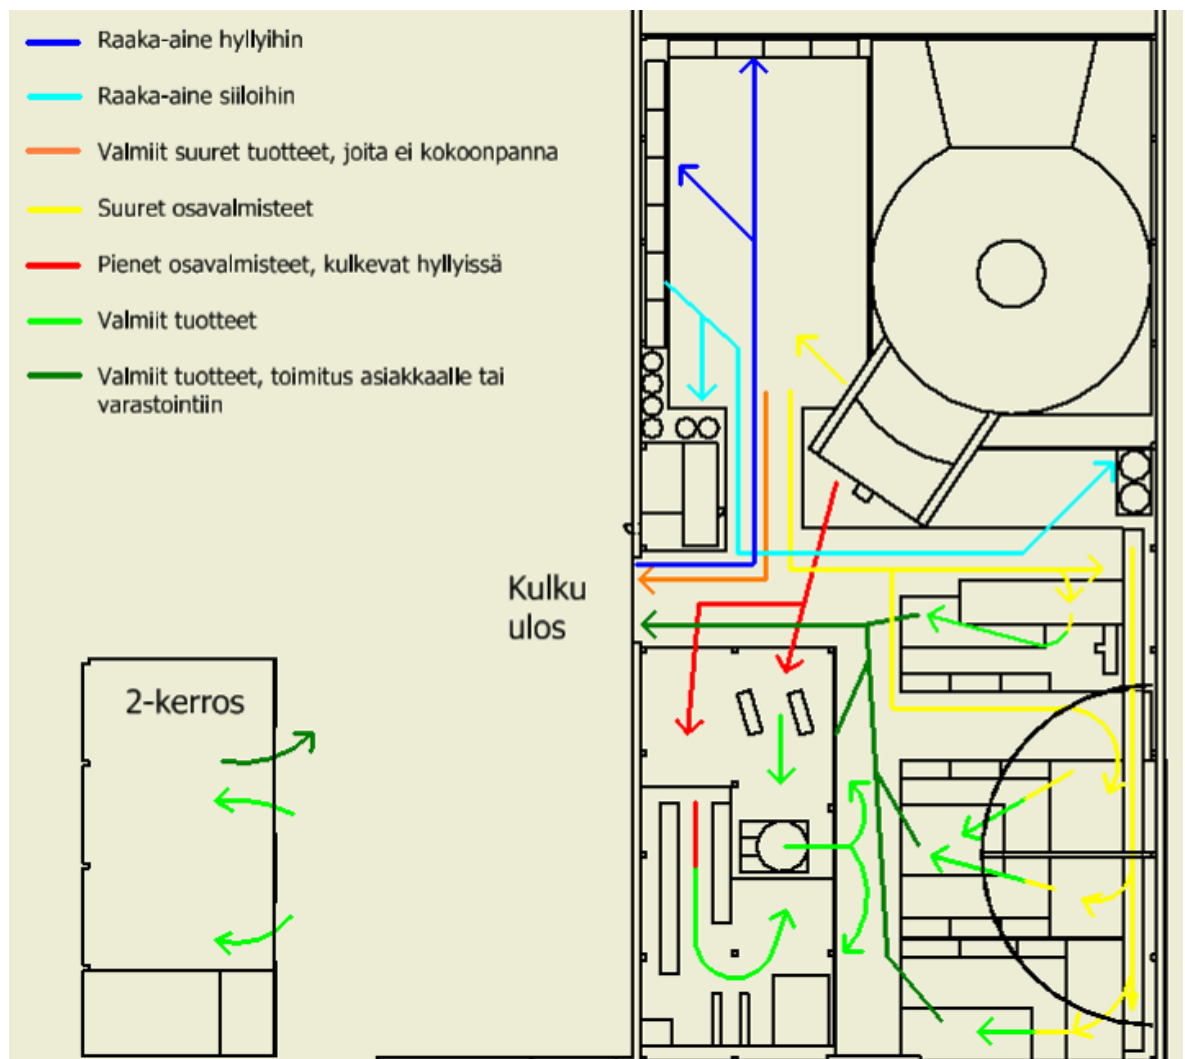 Raaka-aine hyllyihin
Raaka-aine siiloihin
Valmiit suuret tuotteet, joita ei kokoonpanna
Suuret osavalmisteet
Pienet osavalmisteet, kulkevat hyllyissä
Valmiit tuotteet
Valmiit tuotteet, toimitus asiakkaalle tai
varastointiin
Kulku
ulos
2-kerros